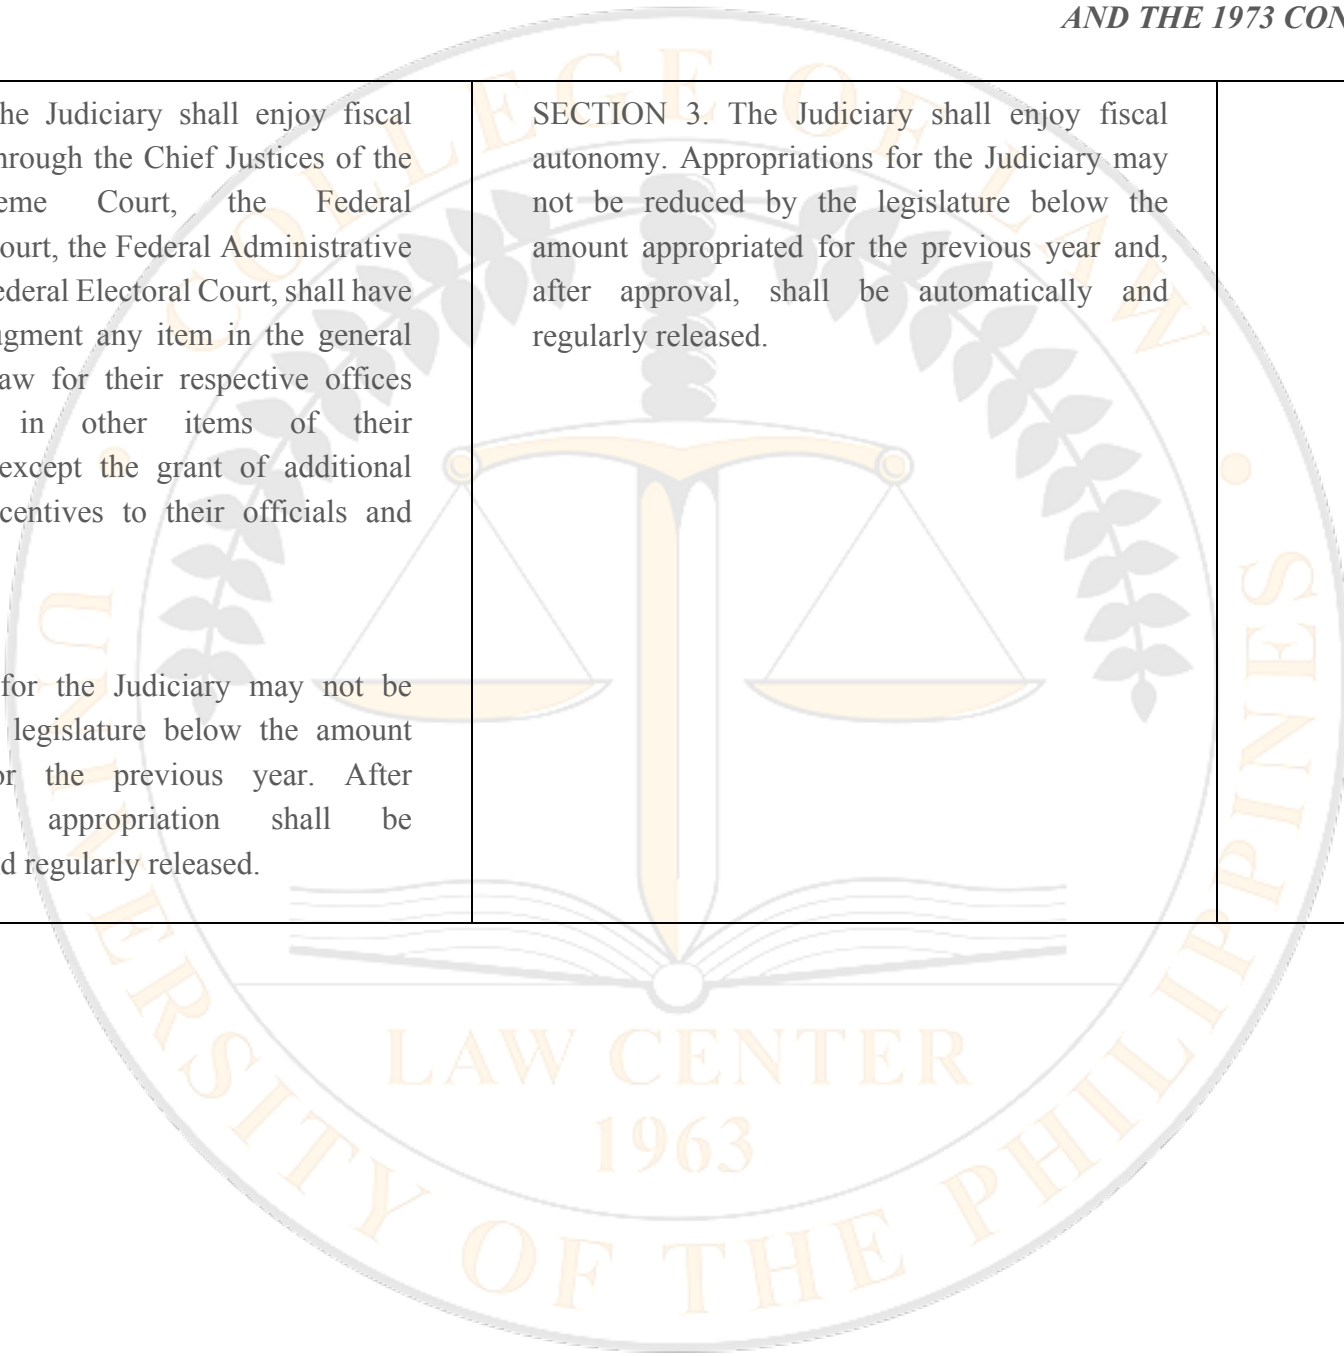 AND THE 1973 CON
he Judiciary shall enjoy fiscal
hrough the Chief Justices of the
eme Court, the Federal
ourt, the Federal Administrative
ederal Electoral Court, shall have
gment any item in the general
aw for their respective offices
in other items of their
except the grant of additional
centives to their officials and
for the Judiciary may not be
legislature below the amount
or the previous year. After
appropriation shall be
d regularly released.
SECTION 3. The Judiciary shall enjoy fiscal
autonomy. Appropriations for the Judiciary may
not be reduced by the legislature below the
amount appropriated for the previous year and,
after approval, shall be automatically and
regularly released.
COLLEGE OF LAW
UNIVERSITY OF THE PHILIPPINES
LAW CENTER
1963